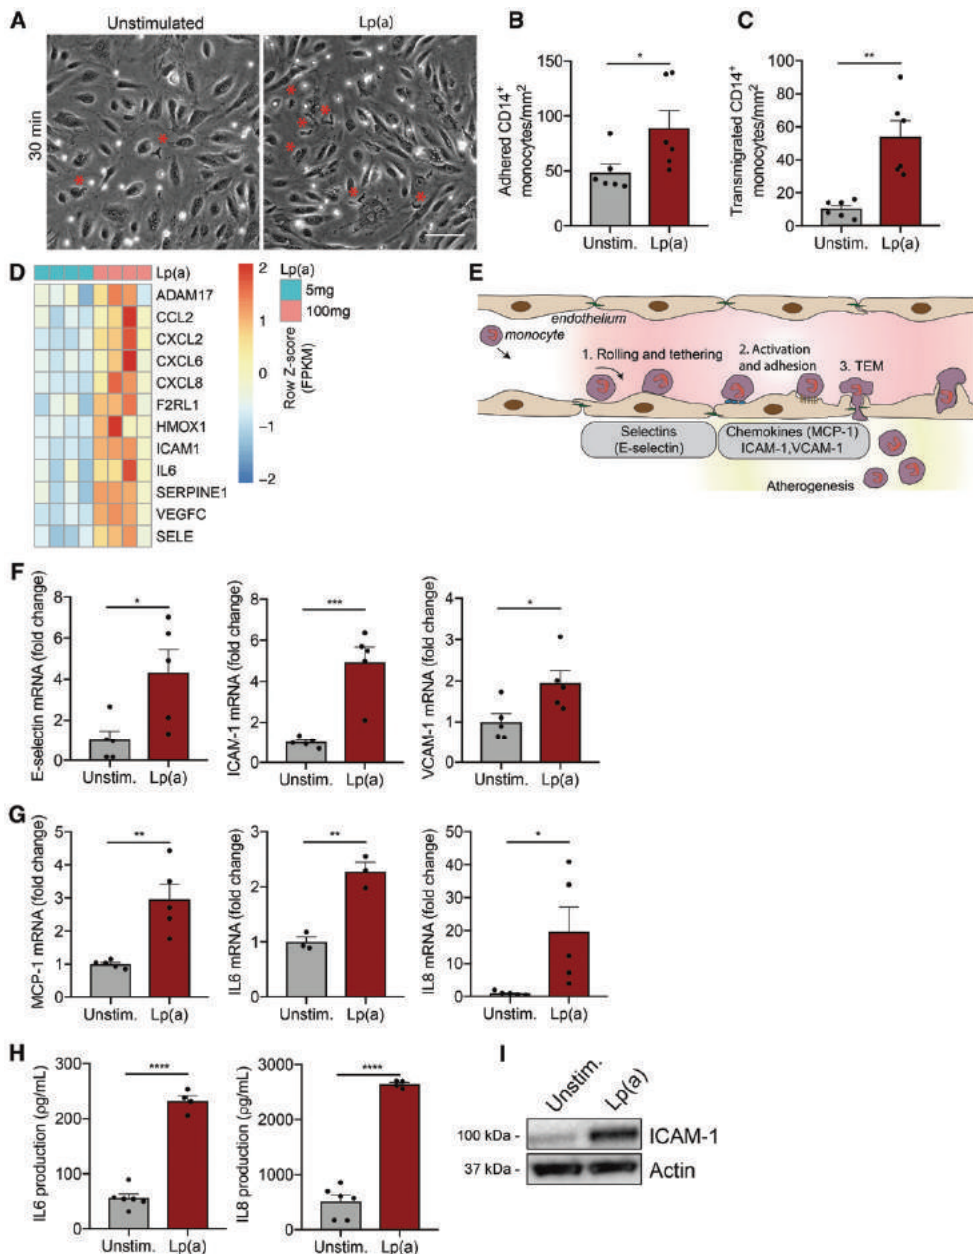 A
Unstimulated
Lp(a)
30 min
B
Adhered CD14+
monocytes/mm2
150
100
50
0
*
Unstim.
Lp(a)
C
Transmigrated CD14+
monocytes/mm2
100
80
60
40
20
0
**
Unstim.
Lp(a)
D
Lp(a)
ADAM17
CCL2
CXCL2
CXCL6
CXCL8
F2RL1
HMOX1
ICAM1
IL6
SERPINE1
VEGFC
SELE
2
1
0
−1
−2
Row Z-score
(FPKM)
Lp(a)
5mg
100mg
E
endothelium
monocyte
1. Rolling and tethering
2. Activation
and adhesion
3. TEM
Selectins
(E-selectin)
Chemokines (MCP-1)
ICAM-1,VCAM-1
Atherogenesis
F
E-selectin mRNA (fold change)
8
6
4
2
0
*
Unstim.
Lp(a)
ICAM-1 mRNA (fold change)
8
6
4
2
0
***
Unstim.
Lp(a)
VCAM-1 mRNA (fold change)
4
3
2
1
0
*
Unstim.
Lp(a)
G
MCP-1 mRNA (fold change)
5
4
3
2
1
0
**
Unstim.
Lp(a)
IL6 mRNA (fold change)
3
2
1
0
**
Unstim.
Lp(a)
IL8 mRNA (fold change)
50
40
30
20
10
0
*
Unstim.
Lp(a)
H
IL6 production (ρg/mL)
300
200
100
0
****
Unstim.
Lp(a)
IL8 production (ρg/mL)
3000
2000
1000
0
****
Unstim.
Lp(a)
I
Unstim.
Lp(a)
100 kDa -
ICAM-1
37 kDa -
Actin